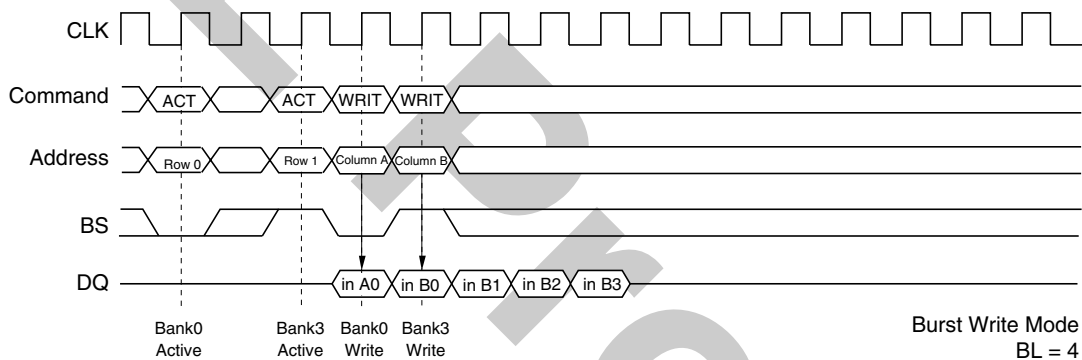 CLK
Command ACT ACT WRIT WRIT
Address Row 0 Row 1 Column A Column B
BS
DQ in A0 in B0 in B1 in B2 in B3
Bank0 Bank3 Bank0 Bank3
Active Active Write Write
Burst Write Mode
BL = 4